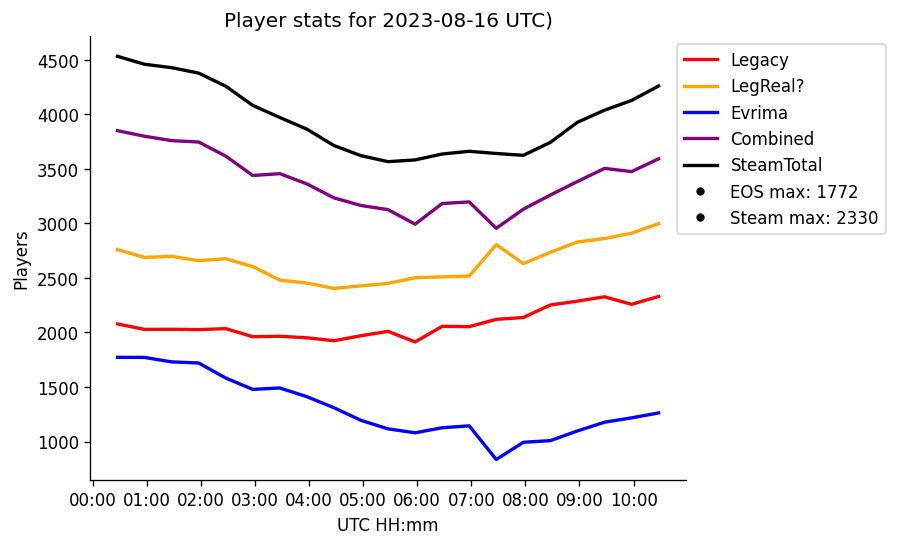 Player stats for 2023-08-16 UTC)
4500
4000
3500
3000
2500
2000
1500
1000
Players
00:00 01:00 02:00 03:00 04:00 05:00 06:00 07:00 08:00 09:00 10:00
UTC HH:mm
Legacy
LegReal?
Evrima
Combined
SteamTotal
EOS max: 1772
Steam max: 2330